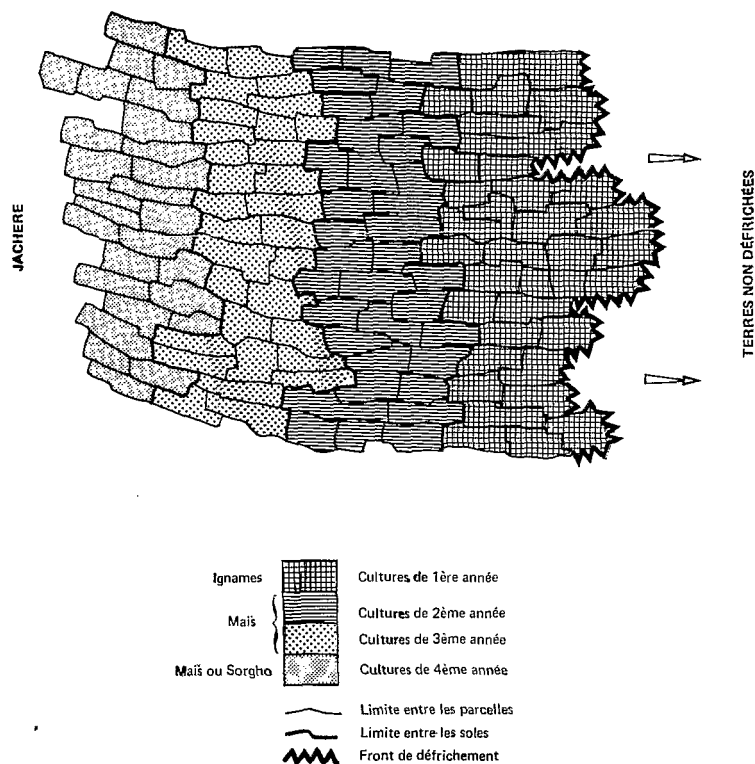 JACHERE
TERRES NON DÉFRICHÉES
Ignames Cultures de 1ère année
Maïs Cultures de 2ème année
Cultures de 3ème année
Maïs ou Sorgho Cultures de 4ème année
Limite entre les parcelles
Limite entre les soles
Front de défrichement